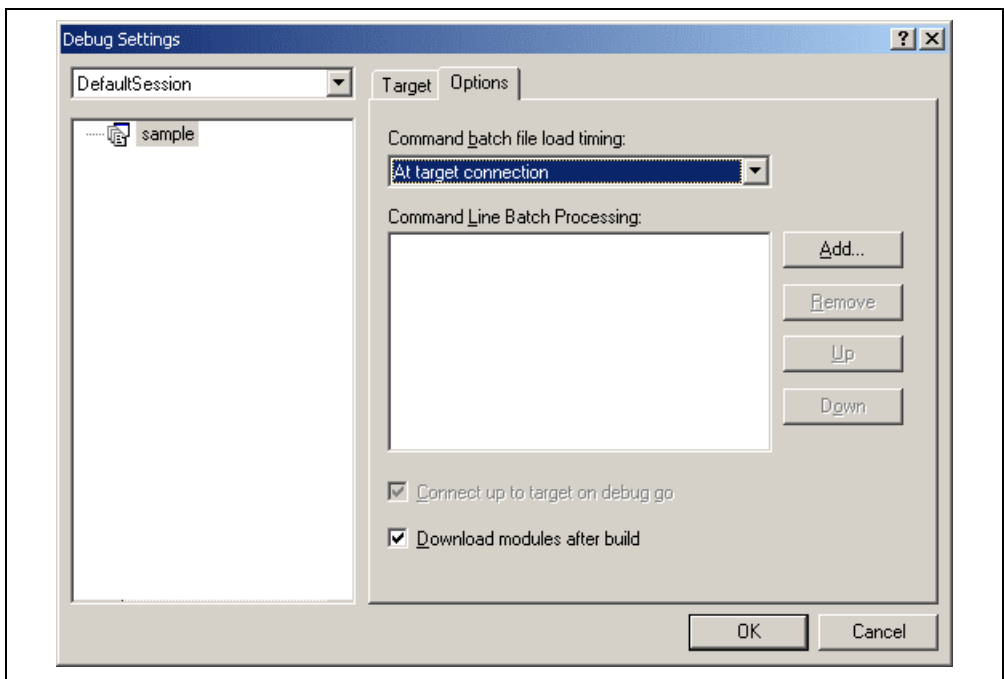 Debug Settings
DefaultSession
sample
Target
Options
Command batch file load timing:
At target connection
Command Line Batch Processing:
Add...
Remove
Up
Down
Connect up to target on debug go
Download modules after build
OK
Cancel